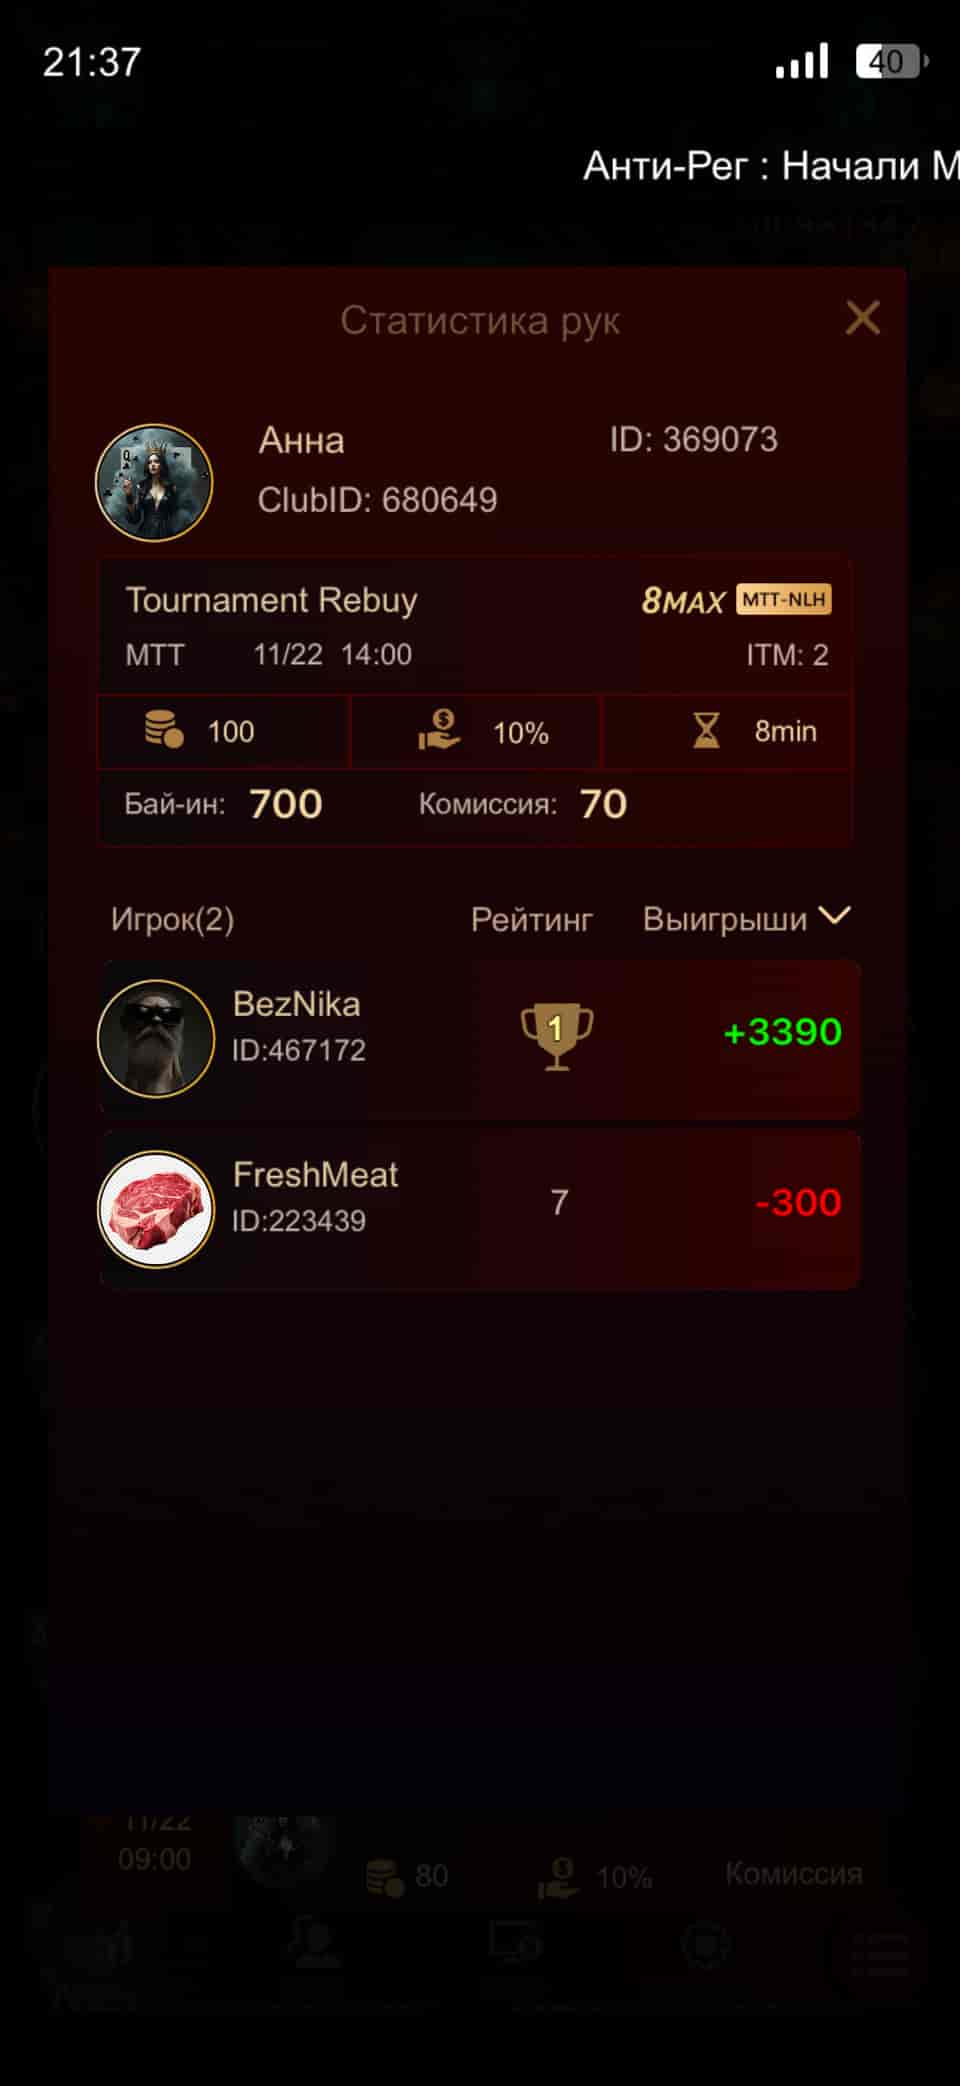 21:37
40
Анти-Рег : Начали М
Статистика рук
Анна
ID: 369073
ClubID: 680649
Tournament Rebuy
8MAX MTT-NLH
MTT 11/22 14:00
ITM: 2
100
10%
8min
Бай-ин: 700
Комиссия: 70
Игрок(2)
Рейтинг
Выигрыши
BezNika
ID:467172
1
+3390
FreshMeat
ID:223439
7
-300
11/22
09:00
80
10%
Комиссия